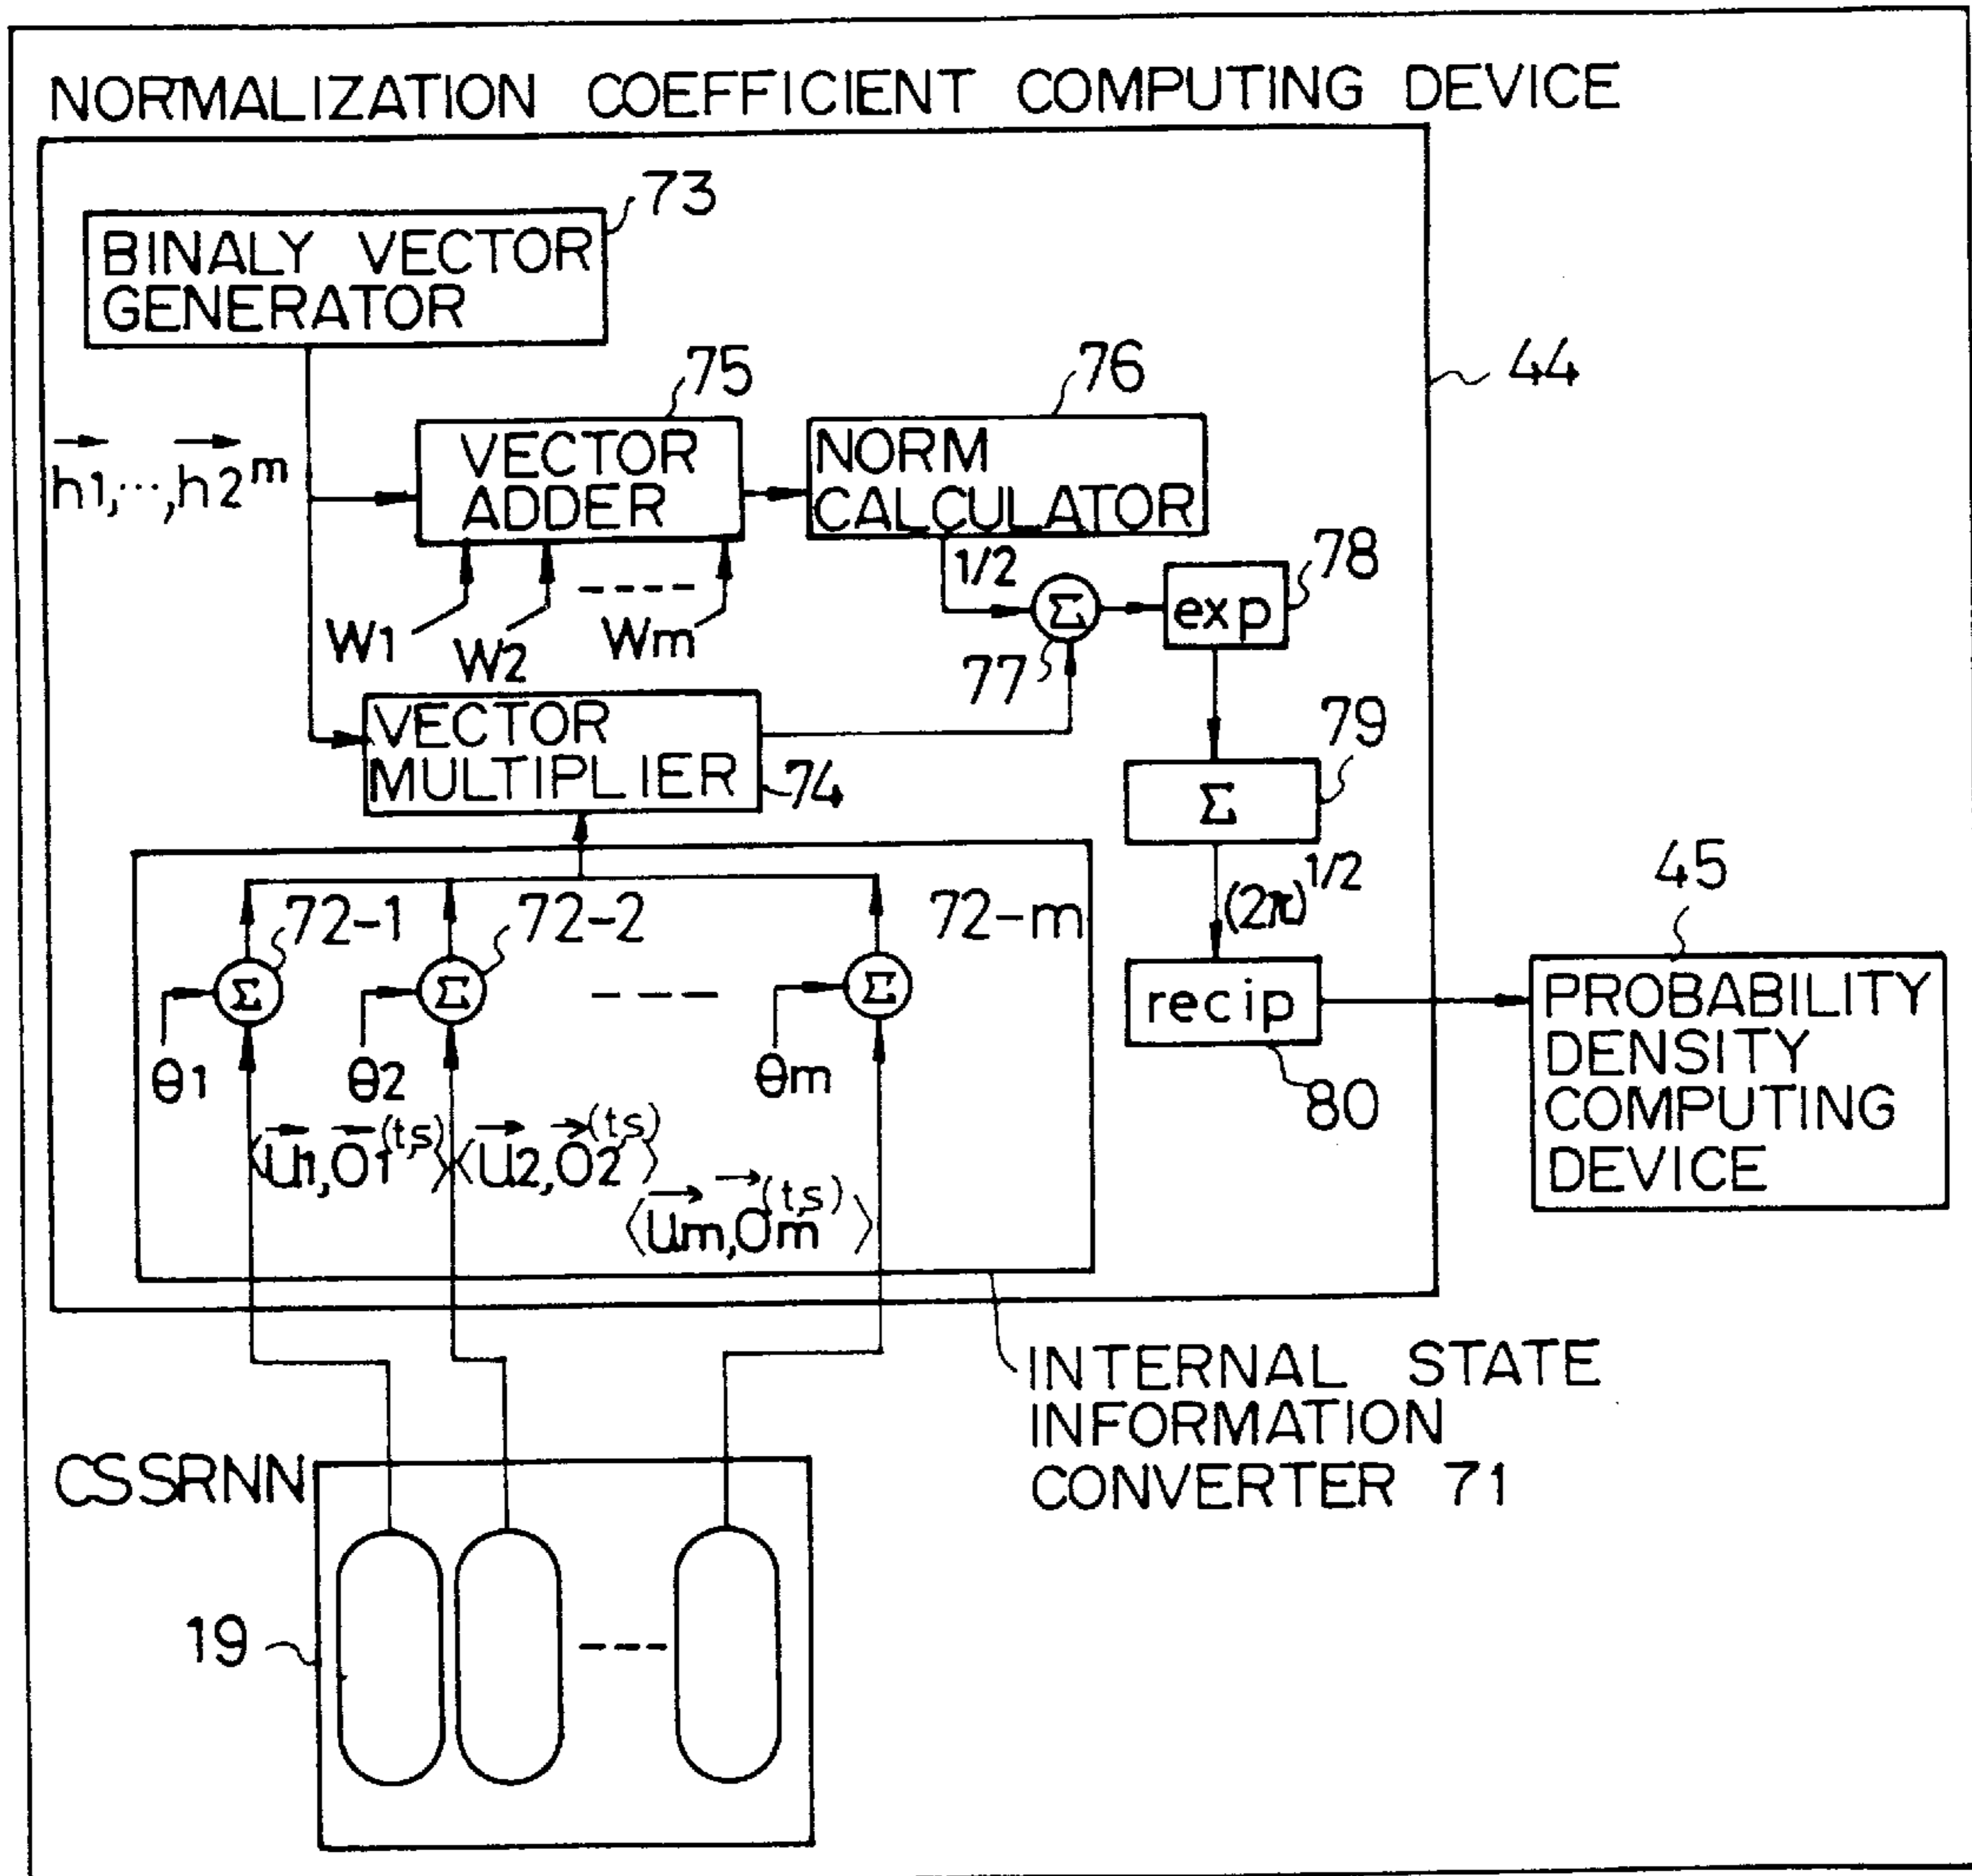 NORMALIZATION COEFFICIENT COMPUTING DEVICE
73
BINALY VECTOR
GENERATOR
75
76
44
h1,···,h2^m
VECTOR
ADDER
NORM
CALCULATOR
1/2
78
Σ
exp
W1
W2
----
Wm
77
79
VECTOR
MULTIPLIER
74
Σ
(2π)^1/2
45
72-1
72-2
72-m
Σ
Σ
---
Σ
recip
PROBABILITY
DENSITY
COMPUTING
DEVICE
θ1
θ2
θm
80
⟨U1,O1^(t,s)⟩
⟨U2,O2^(t,s)⟩
⟨Um,Om^(t,s)⟩
INTERNAL STATE
INFORMATION
CONVERTER 71
CSSRNN
19
---